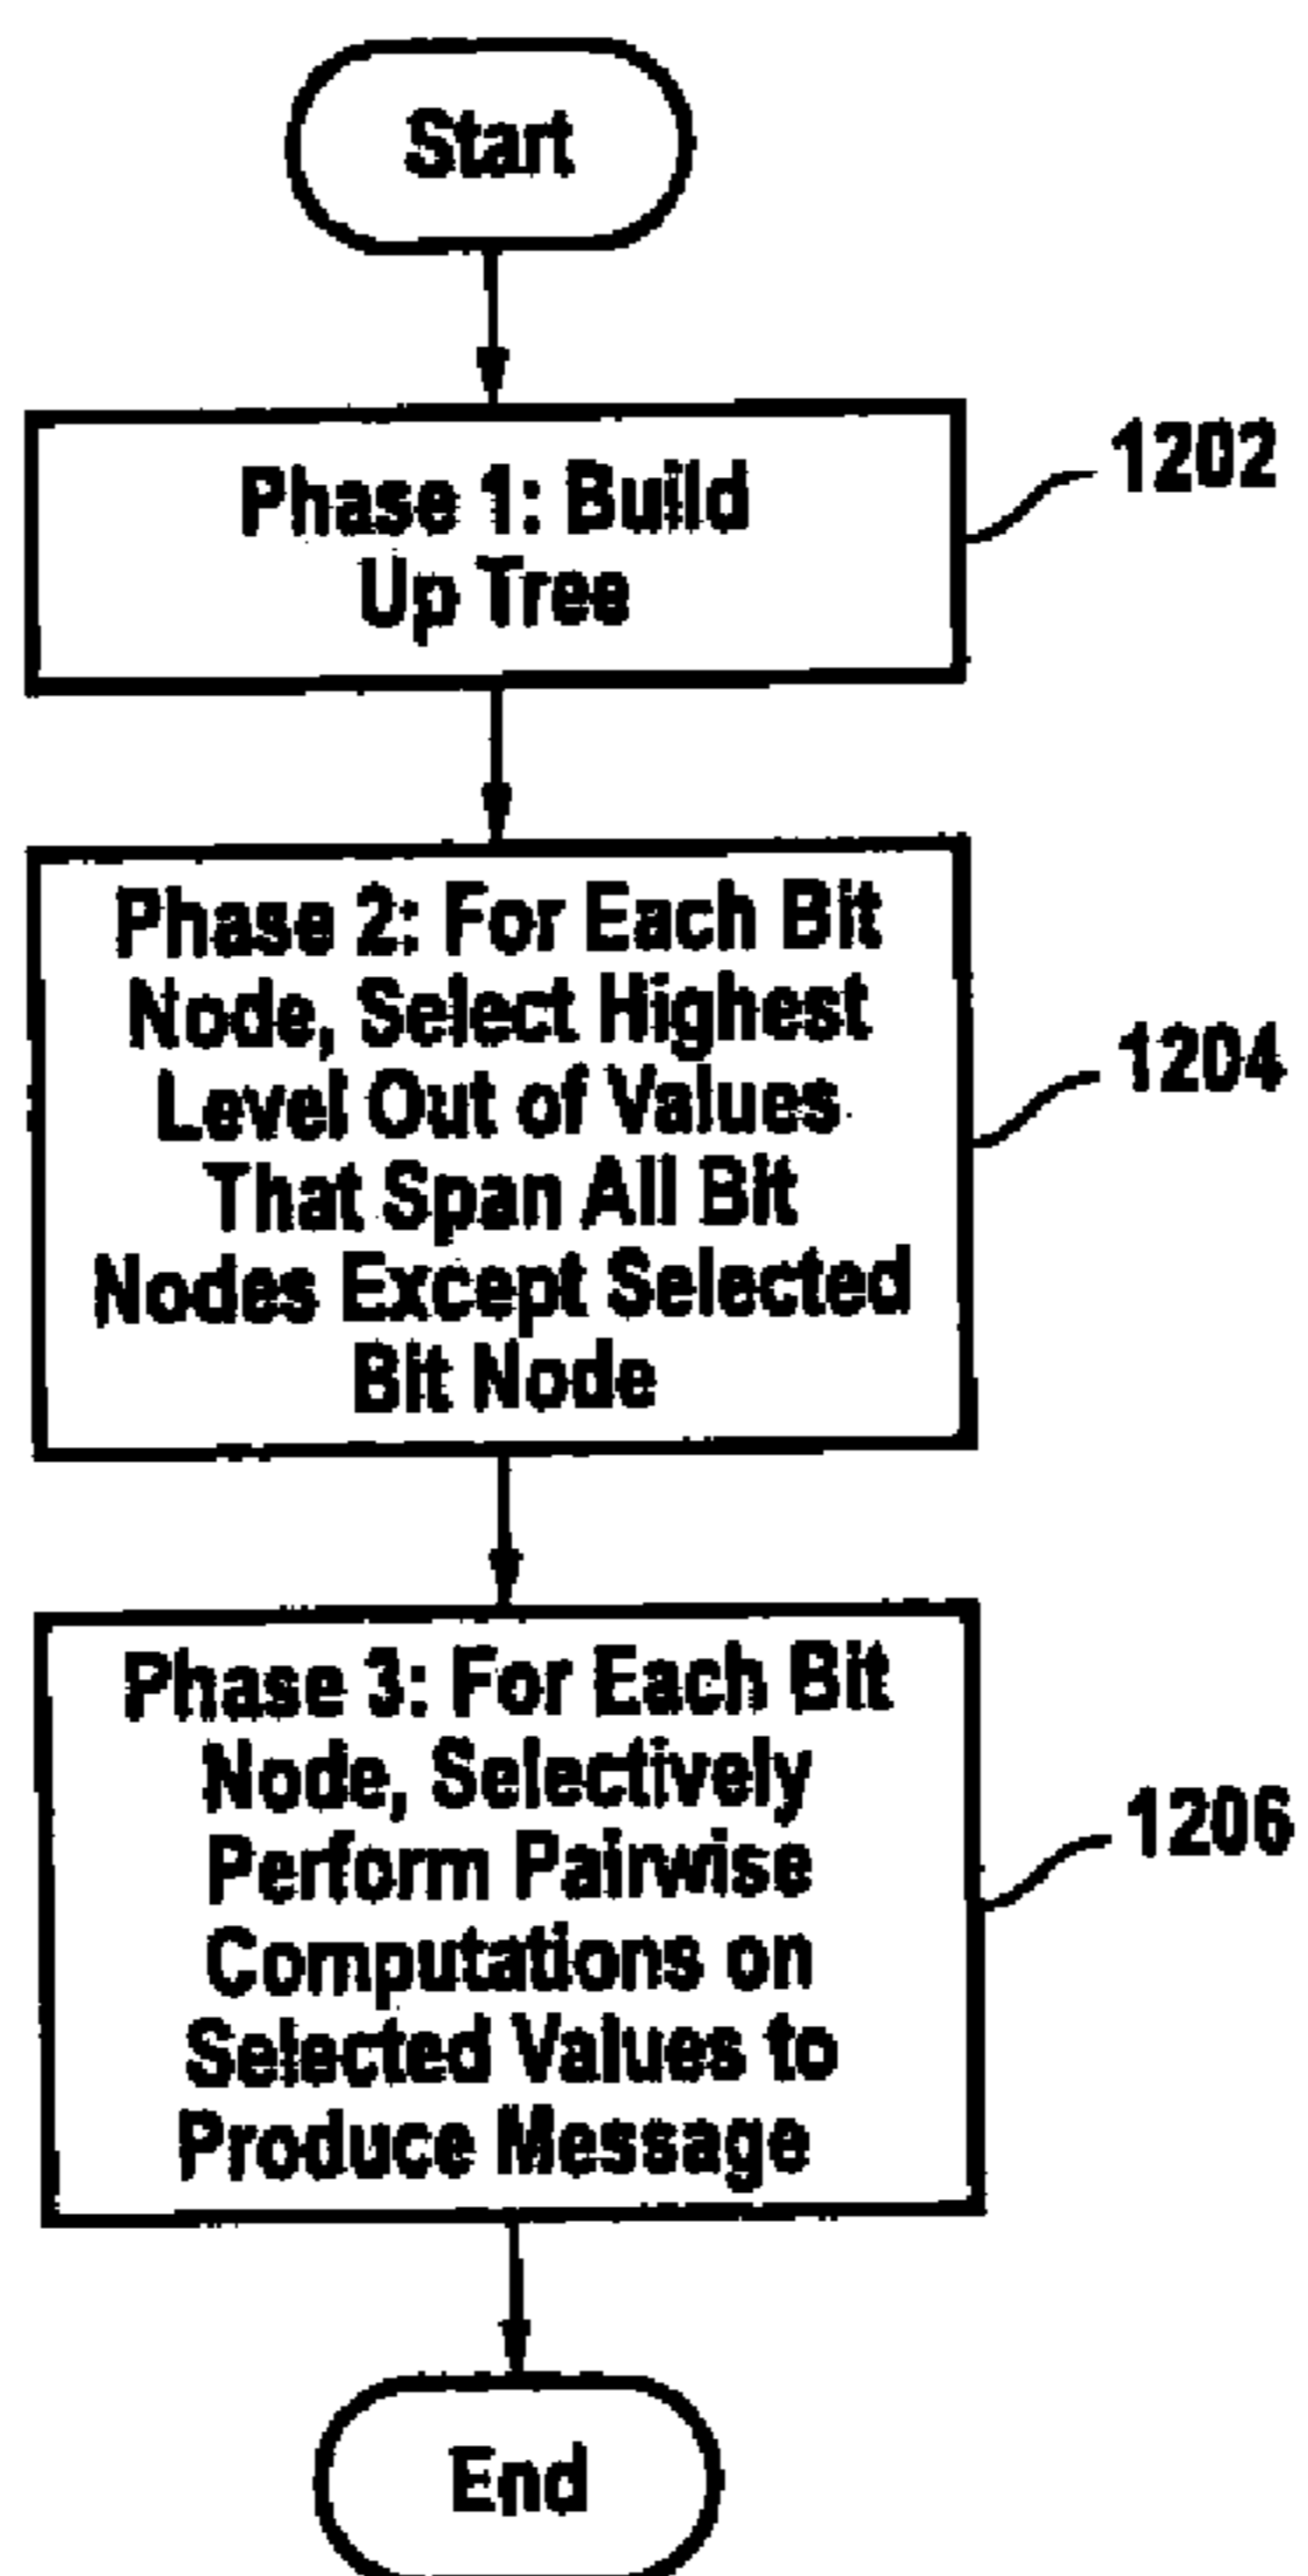 Start
Phase 1: Build
Up Tree
1202
Phase 2: For Each Bit
Node, Select Highest
Level Out of Values
That Span All Bit
Nodes Except Selected
Bit Node
1204
Phase 3: For Each Bit
Node, Selectively
Perform Pairwise
Computations on
Selected Values to
Produce Message
1206
End